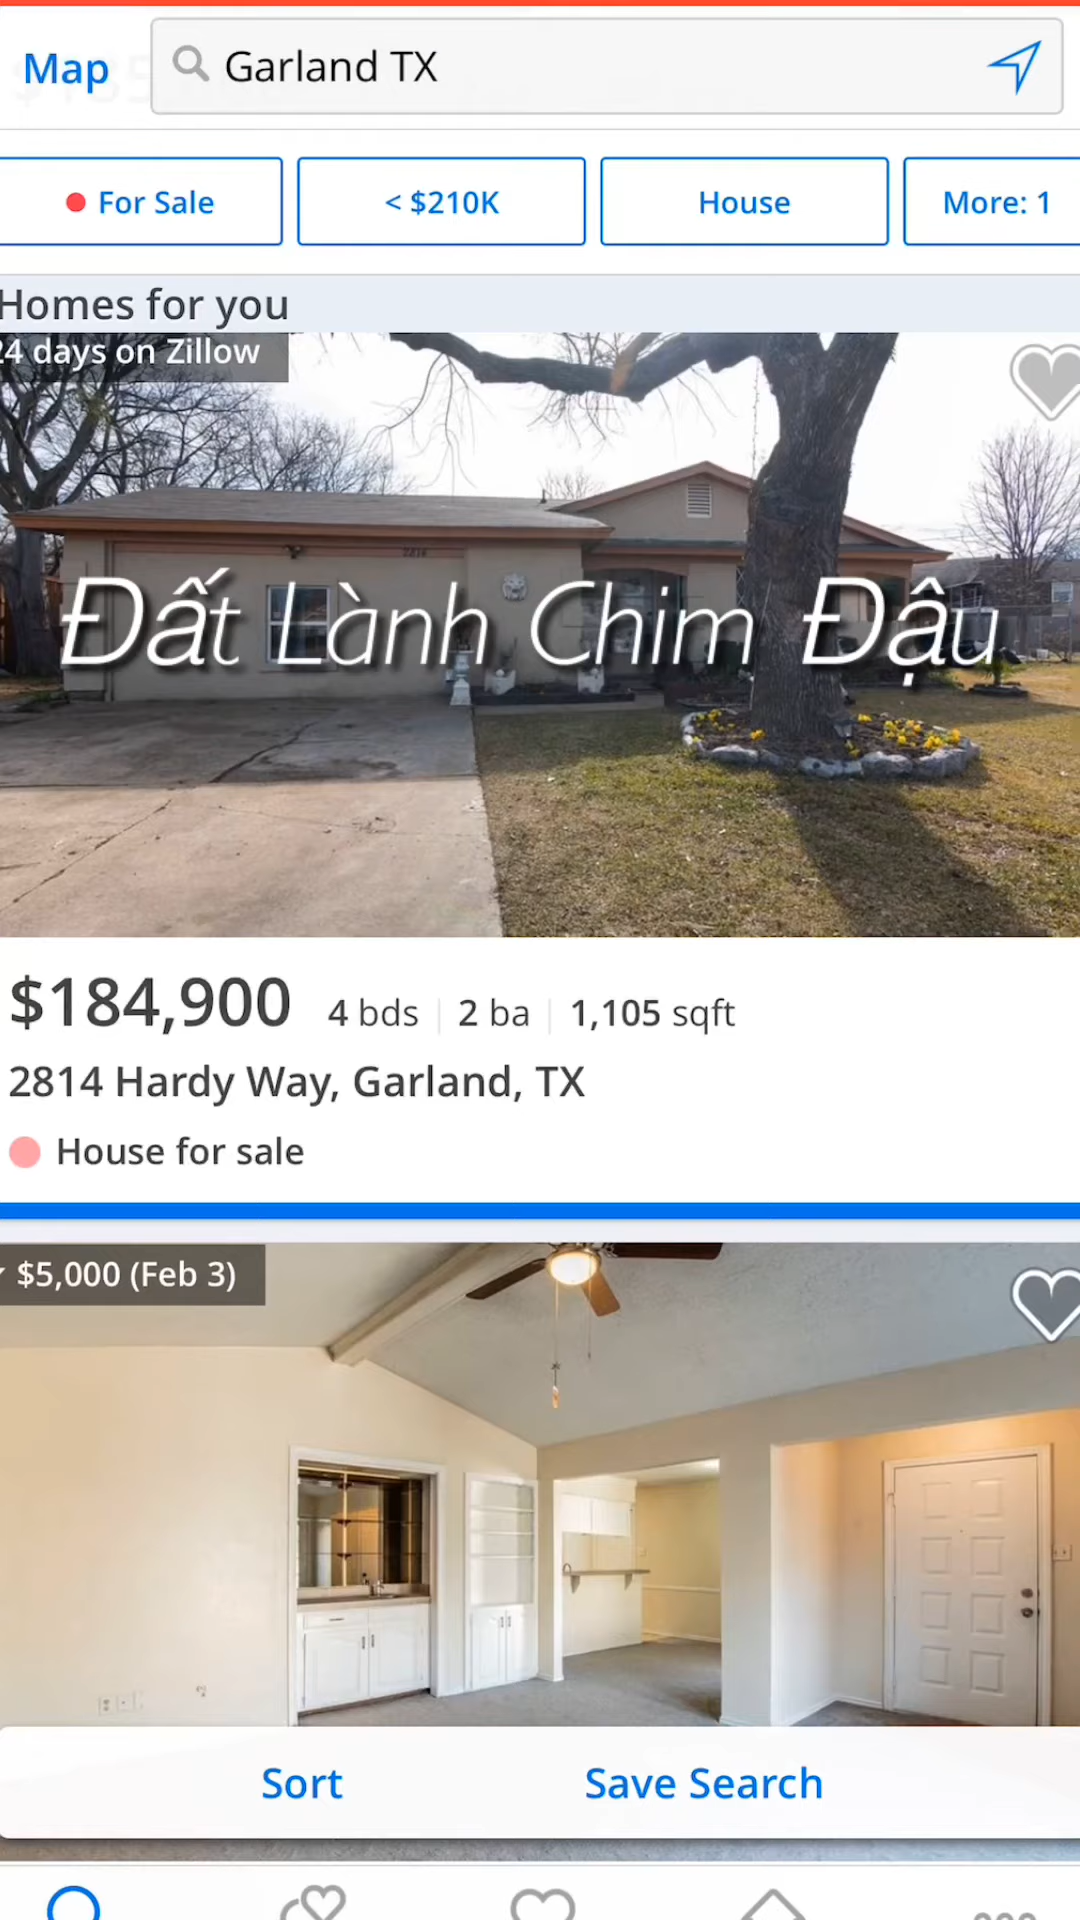 Map
Garland TX
For Sale
< $210K
House
More: 1
Homes for you
24 days on Zillow
2814
Đất Lành Chim Đậu
$184,900 4 bds 2 ba 1,105 sqft
2814 Hardy Way, Garland, TX
House for sale
$5,000 (Feb 3)
Sort
Save Search